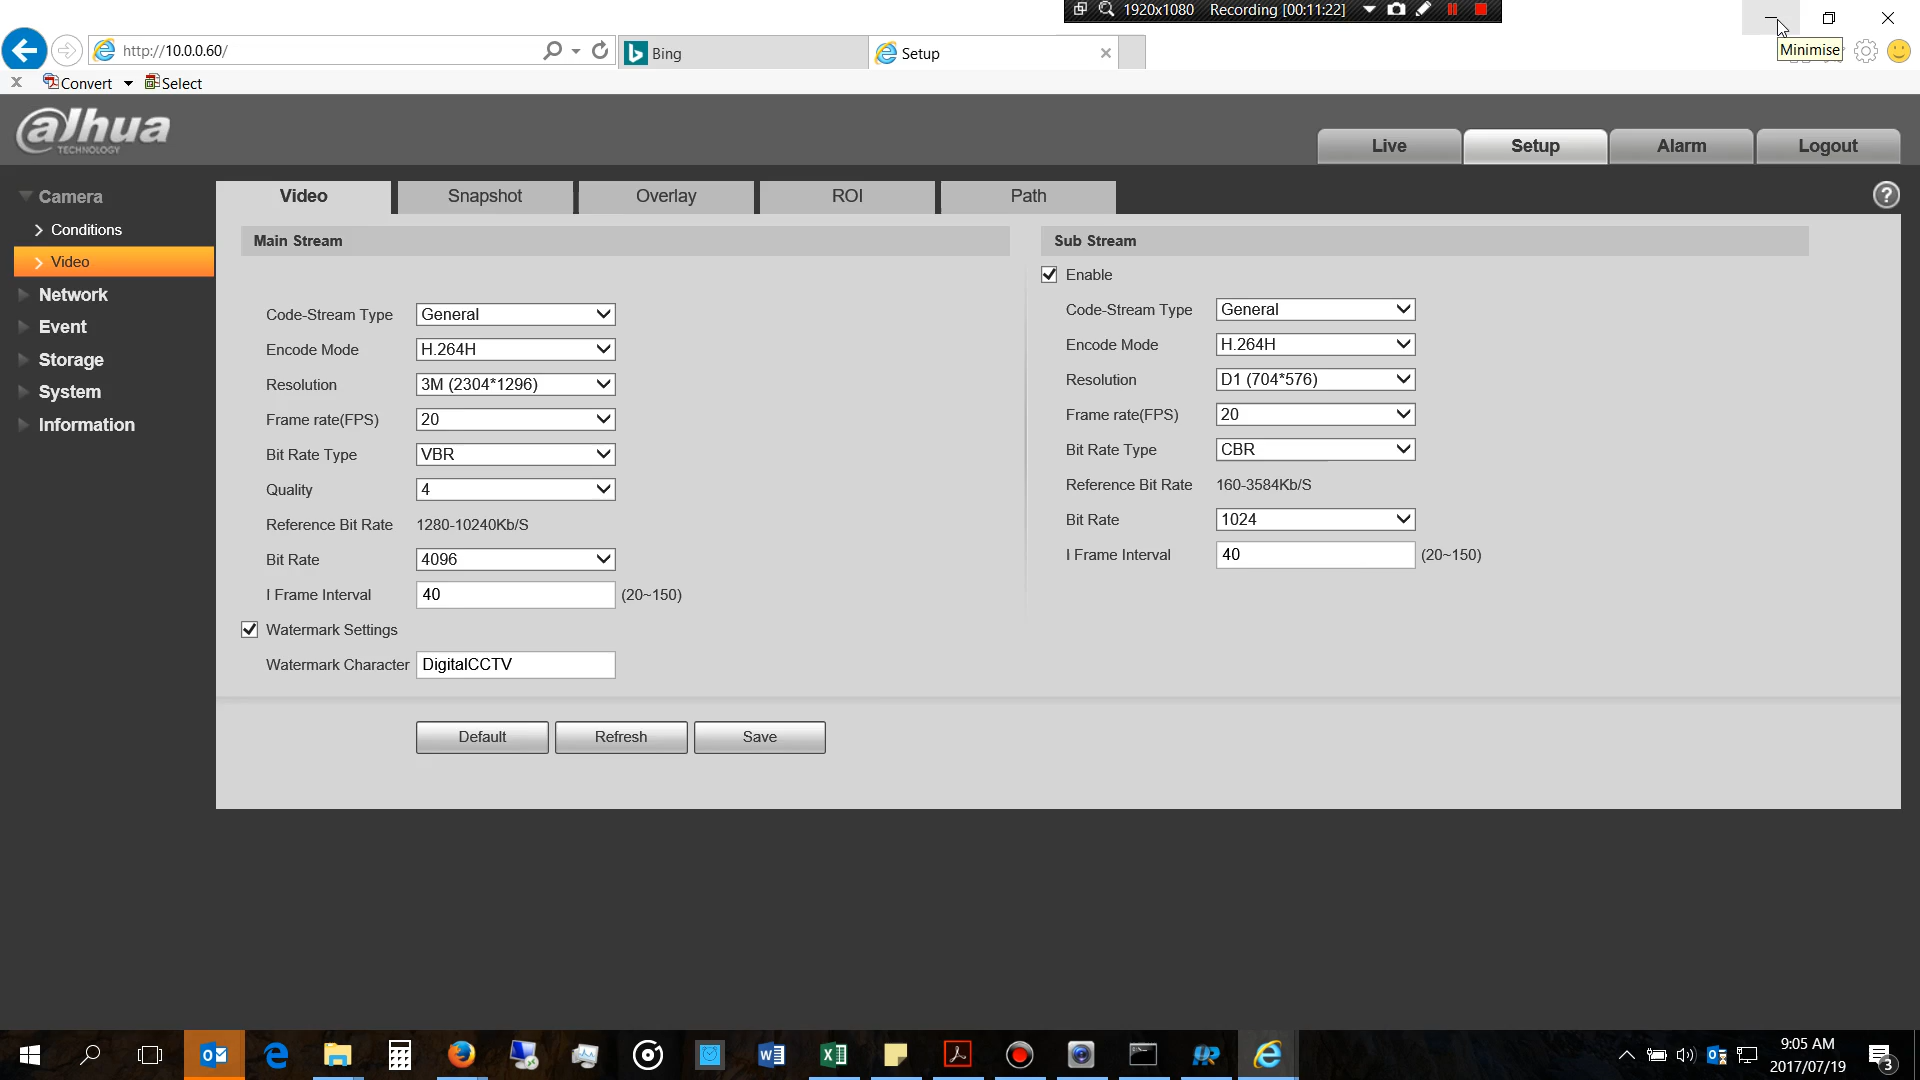 1920x1080 Recording [00:11:22]
http://10.0.0.60/
Bing
Setup
Minimise
x Convert Select
alhua
TECHNOLOGY
Live Setup Alarm Logout
Camera
Conditions
Video
Network
Event
Storage
System
Information
Video Snapshot Overlay ROI Path
?
Main Stream
Code-Stream Type General
Encode Mode H.264H
Resolution 3M (2304*1296)
Frame rate(FPS) 20
Bit Rate Type VBR
Quality 4
Reference Bit Rate 1280-10240Kb/S
Bit Rate 4096
I Frame Interval 40 (20~150)
Watermark Settings
Watermark Character DigitalCCTV
Sub Stream
Enable
Code-Stream Type General
Encode Mode H.264H
Resolution D1 (704*576)
Frame rate(FPS) 20
Bit Rate Type CBR
Reference Bit Rate 160-3584Kb/S
Bit Rate 1024
I Frame Interval 40 (20~150)
Default Refresh Save
9:05 AM
2017/07/19
3